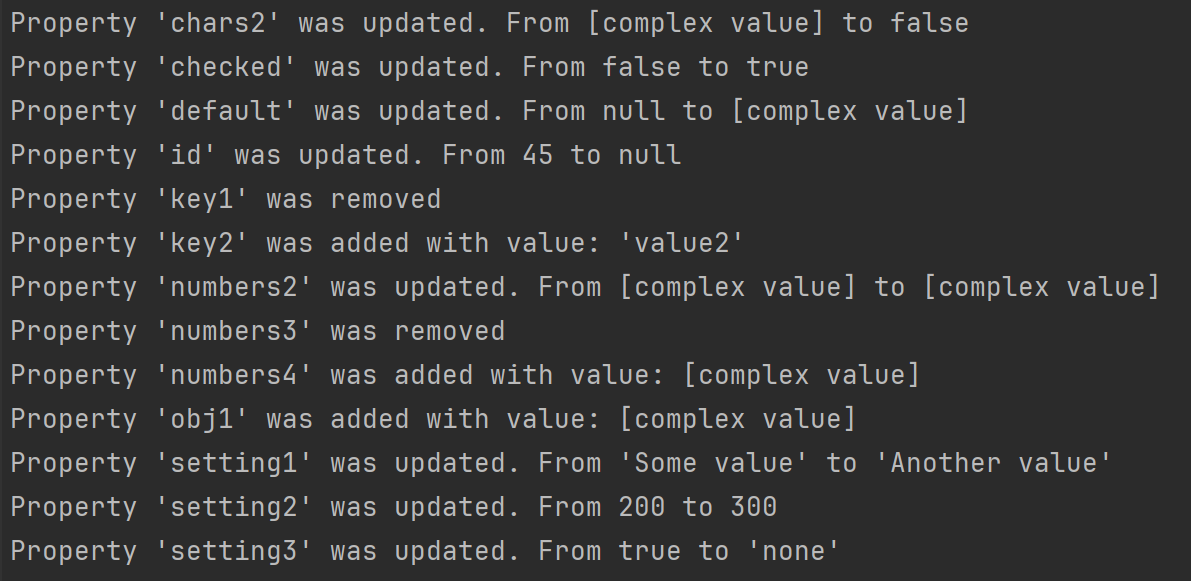 Property 'chars2' was updated. From [complex value] to false
Property 'checked' was updated. From false to true
Property 'default' was updated. From null to [complex value]
Property 'id' was updated. From 45 to null
Property 'key1' was removed
Property 'key2' was added with value: 'value2'
Property 'numbers2' was updated. From [complex value] to [complex value]
Property 'numbers3' was removed
Property 'numbers4' was added with value: [complex value]
Property 'obj1' was added with value: [complex value]
Property 'setting1' was updated. From 'Some value' to 'Another value'
Property 'setting2' was updated. From 200 to 300
Property 'setting3' was updated. From true to 'none'